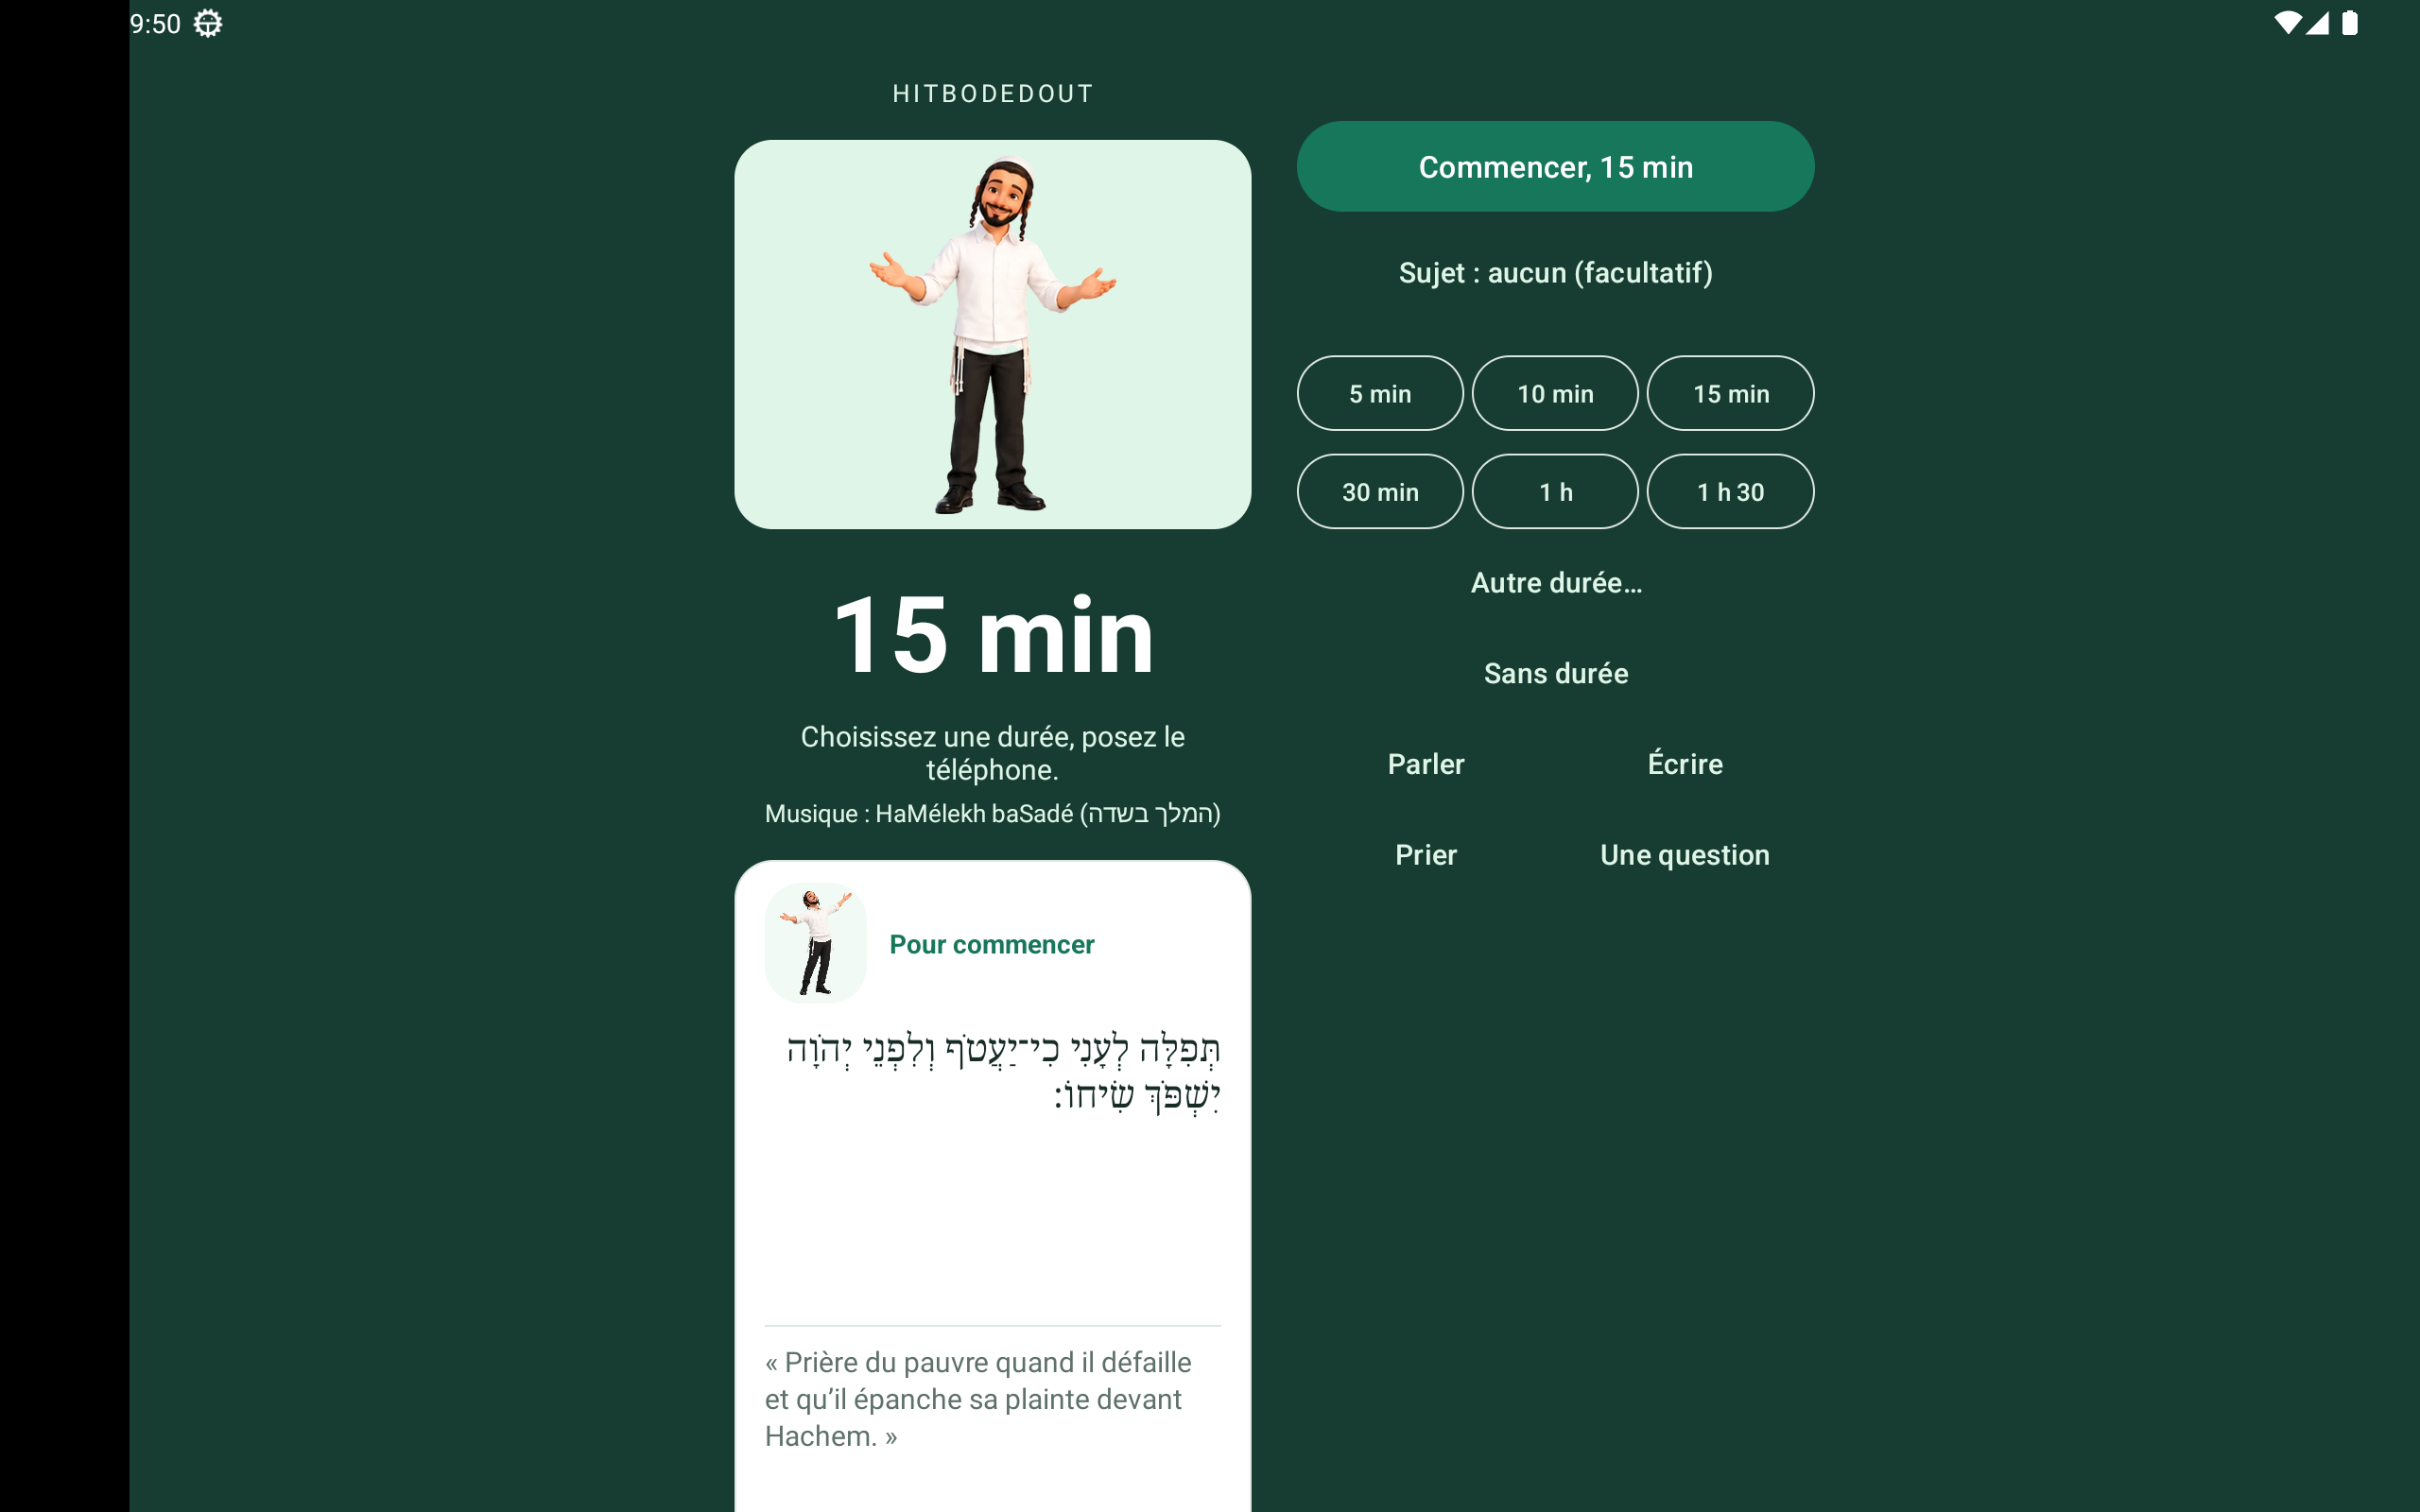 9:50
HITBODEDOUT
15 min
Choisissez une durée, posez le
téléphone.
Musique : HaMélekh baSadé (המלך בשדה)
Pour commencer
תְּפִלָּה לְעָנִי כִי־יַעֲטֹף וְלִפְנֵי יְהֹוָה
יִשְׁפֹּךְ שִׂיחוֹ:
« Prière du pauvre quand il défaille
et qu’il épanche sa plainte devant
Hachem. »
Commencer, 15 min
Sujet : aucun (facultatif)
5 min 10 min 15 min
30 min 1 h 1 h 30
Autre durée…
Sans durée
Parler Écrire
Prier Une question